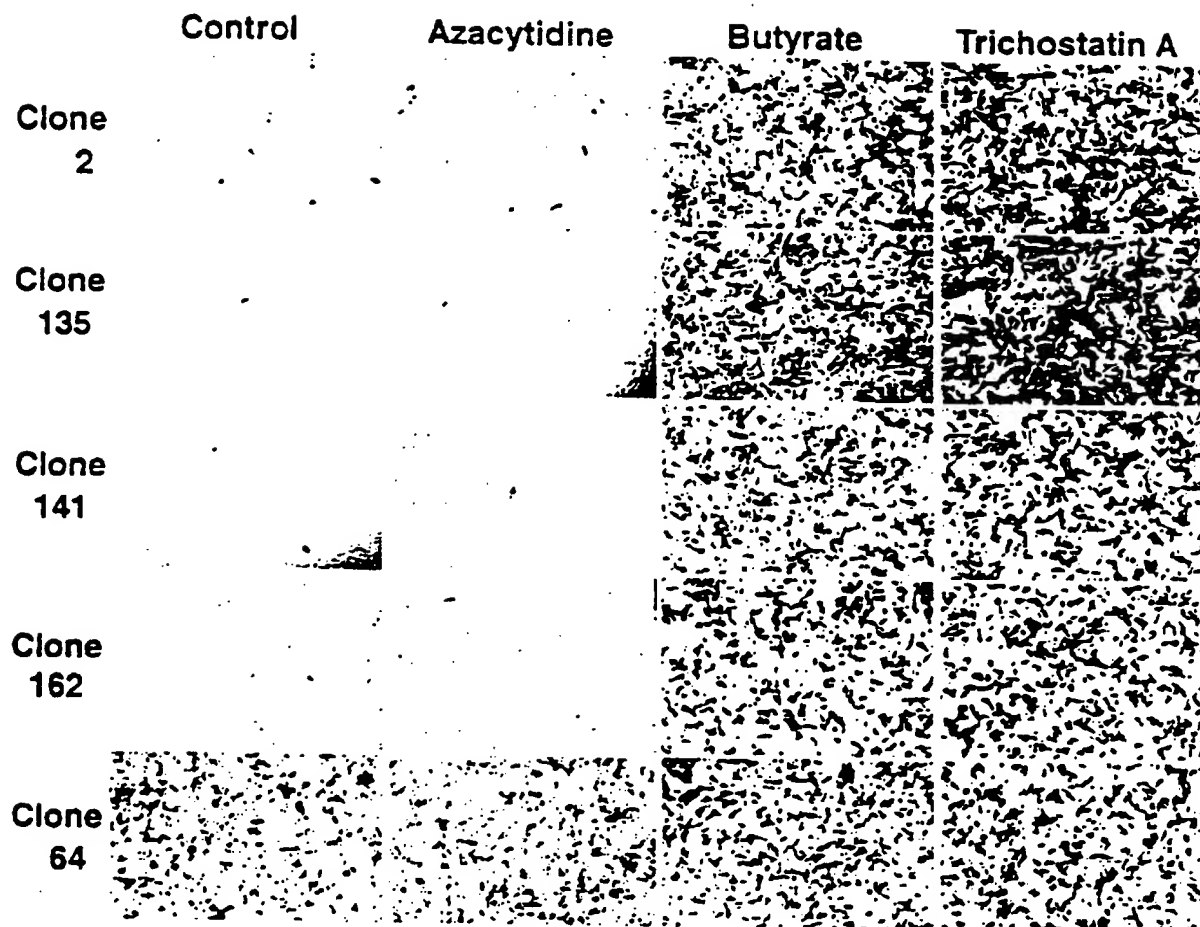 Control
Azacytidine
Butyrate
Trichostatin A
Clone
2
Clone
135
Clone
141
Clone
162
Clone
64